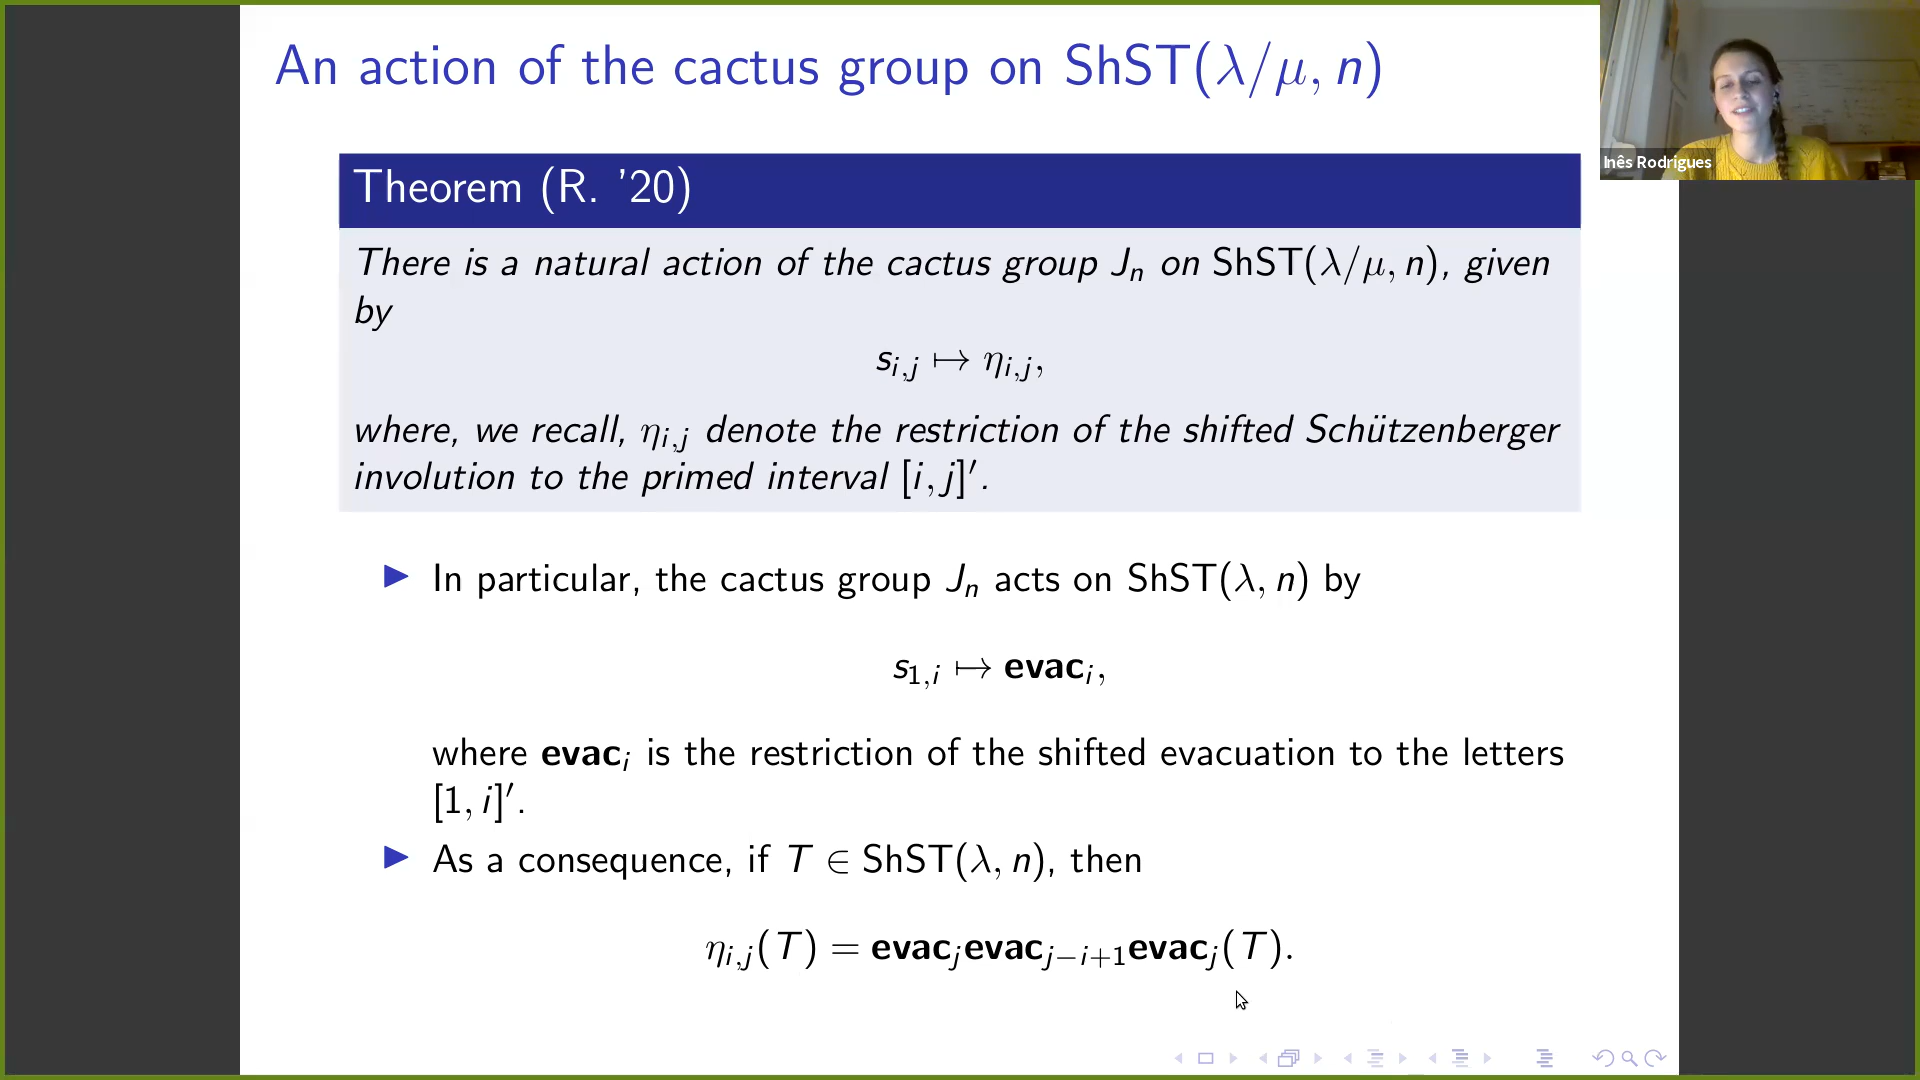 An action of the cactus group on ShST(λ/μ, n)
Inês Rodrigues
Theorem (R. ’20)
There is a natural action of the cactus group Jₙ on ShST(λ/μ, n), given
by
s_{i,j} ↦ η_{i,j},
where, we recall, η_{i,j} denote the restriction of the shifted Schützenberger
involution to the primed interval [i, j]′.
In particular, the cactus group Jₙ acts on ShST(λ, n) by
s_{1,i} ↦ evac_i,
where evac_i is the restriction of the shifted evacuation to the letters
[1, i]′.
As a consequence, if T ∈ ShST(λ, n), then
η_{i,j}(T) = evac_j evac_{j−i+1} evac_j(T).